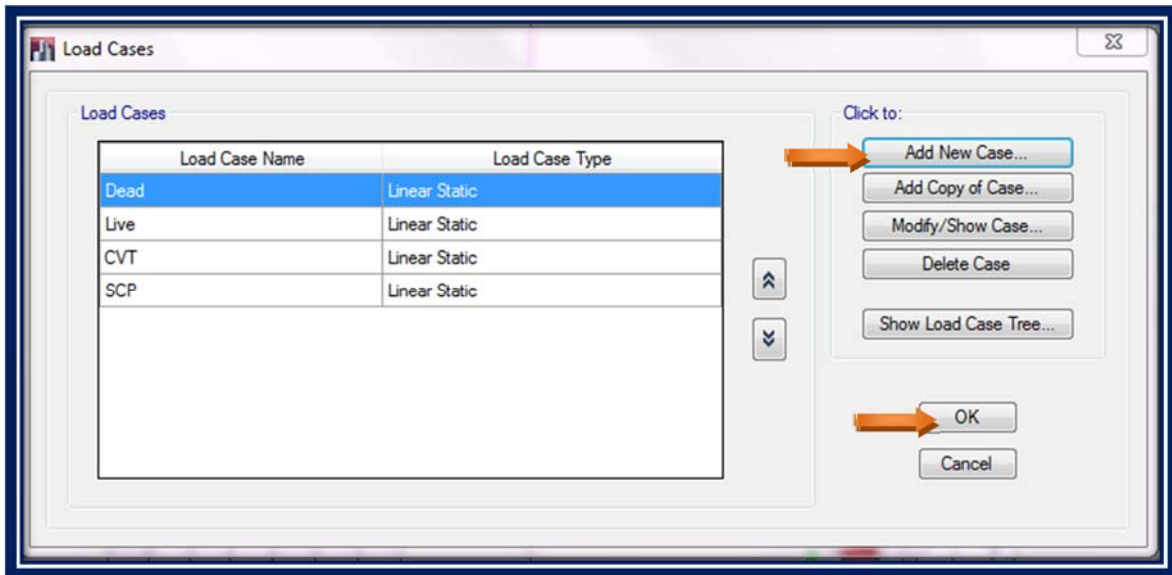 Load Cases
Load Cases
Click to:
Load Case Name Load Case Type
Dead Linear Static
Live Linear Static
CVT Linear Static
SCP Linear Static
Add New Case...
Add Copy of Case...
Modify/Show Case...
Delete Case
Show Load Case Tree...
OK
Cancel